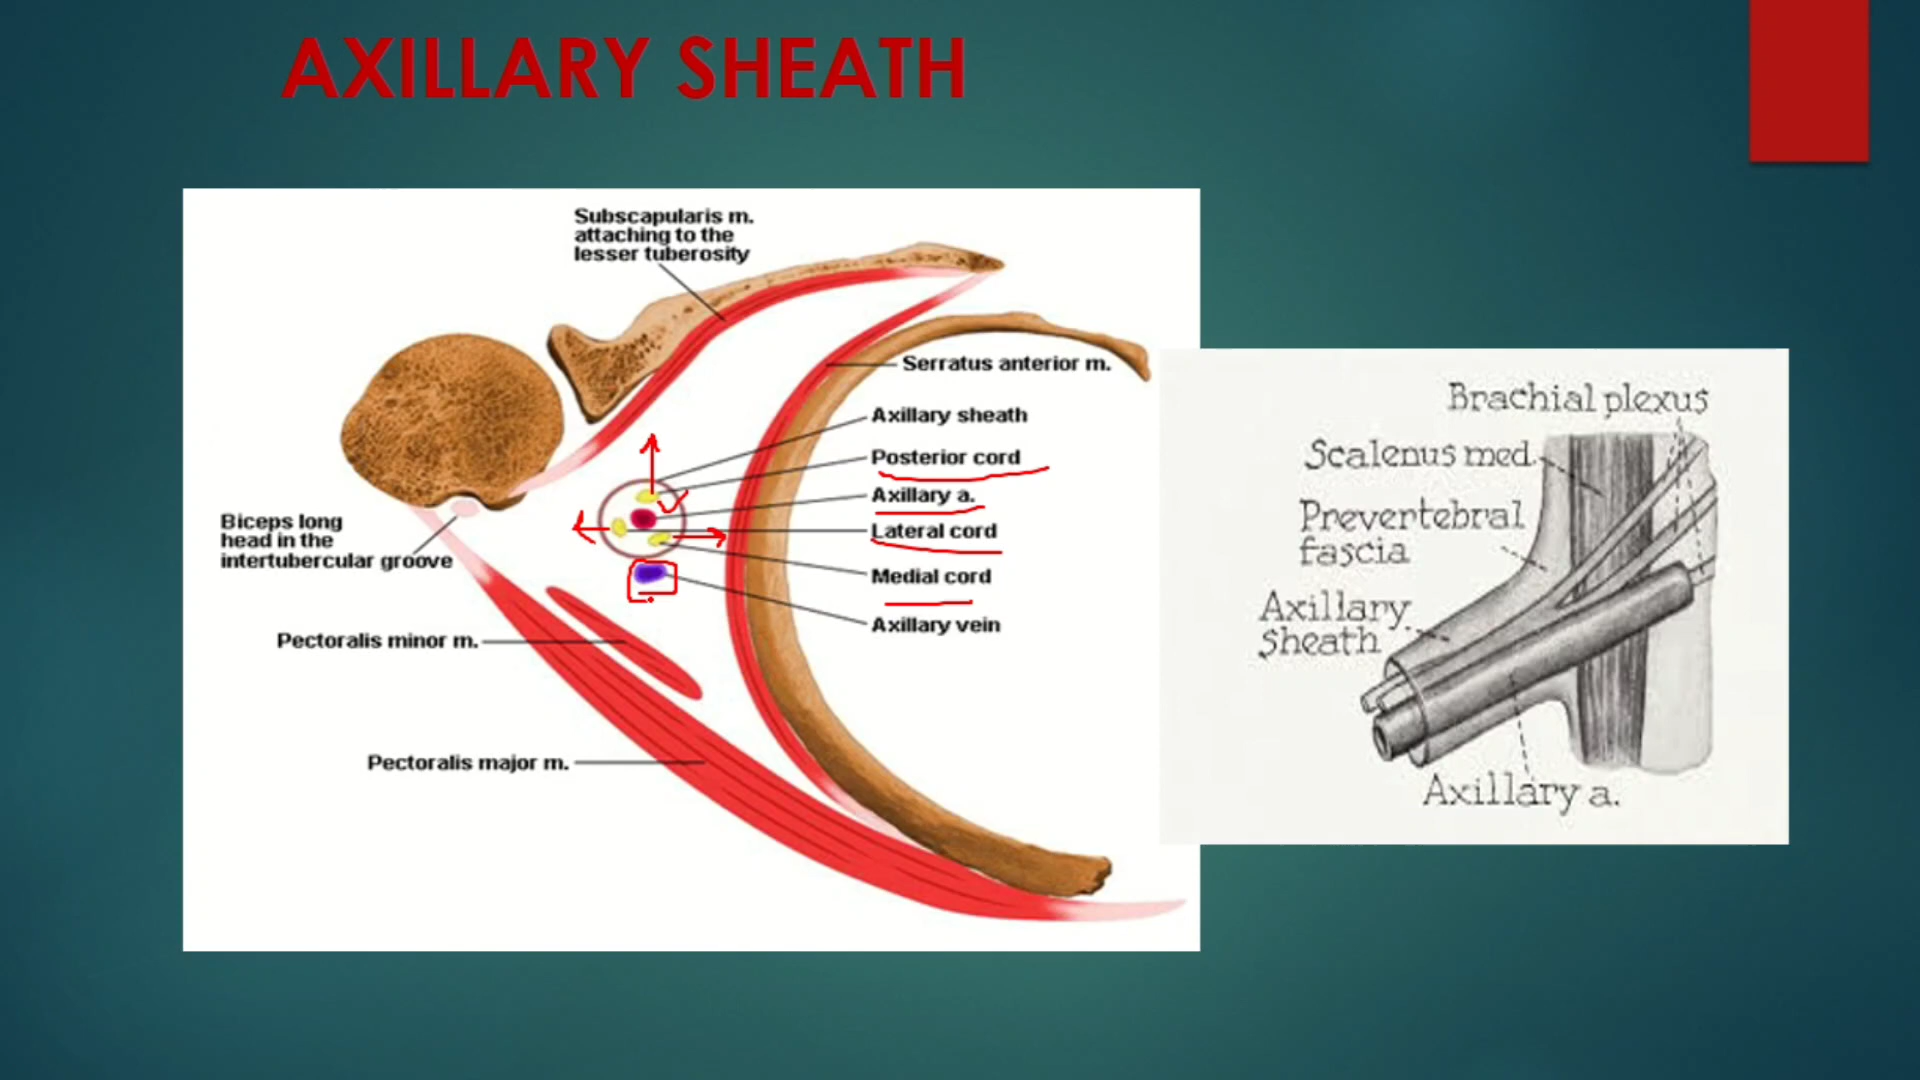 AXILLARY SHEATH
Subscapularis m.
attaching to the
lesser tuberosity
Serratus anterior m.
Axillary sheath
Posterior cord
Axillary a.
Lateral cord
Medial cord
Axillary vein
Biceps long
head in the
intertubercular groove
Pectoralis minor m.
Pectoralis major m.
Brachial plexus
Scalenus med.
Prevertebral
fascia
Axillary
sheath
Axillary a.